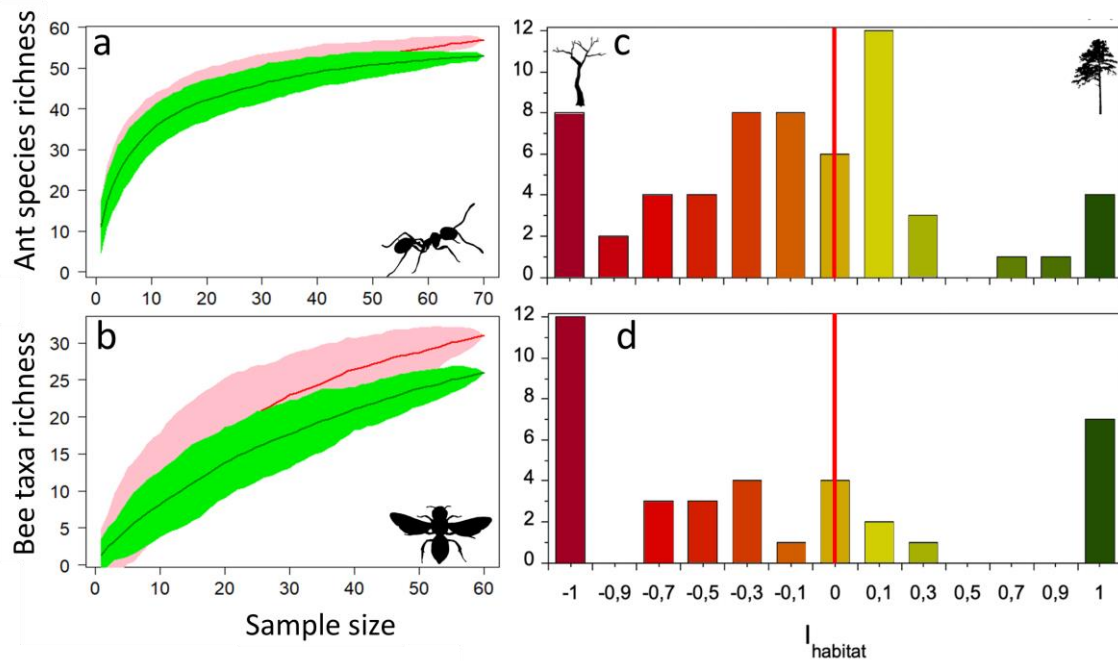 Ant species richness
a
60
50
40
30
20
10
0
0 10 20 30 40 50 60 70
Bee taxa richness
b
30
25
20
15
10
5
0
0 10 20 30 40 50 60
Sample size
c
12
10
8
6
4
2
0
d
12
10
8
6
4
2
0
-1 -0,9 -0,7 -0,5 -0,3 -0,1 0 0,1 0,3 0,5 0,7 0,9 1
I habitat